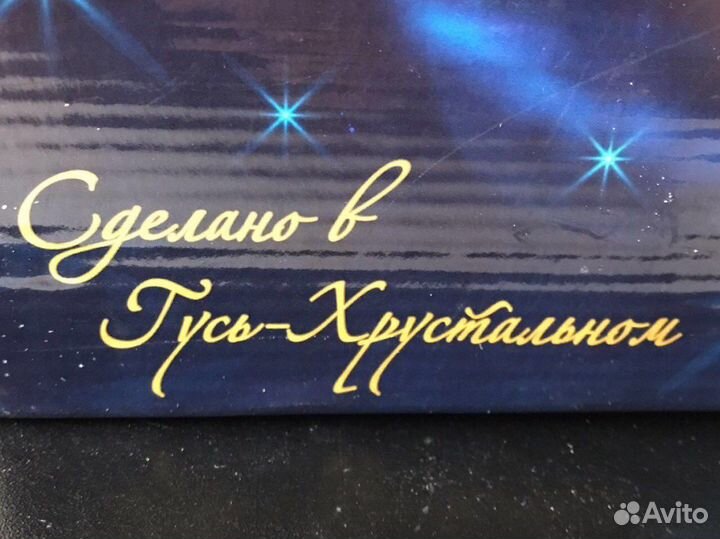 Сделано в
Гусь-Хрустальном
Avito